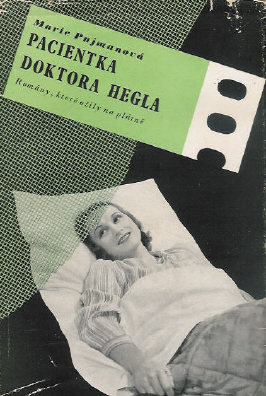 Marie Pujmanová
PACIENTKA
DOKTORA HEGLA
Romány, které ožily na plátně